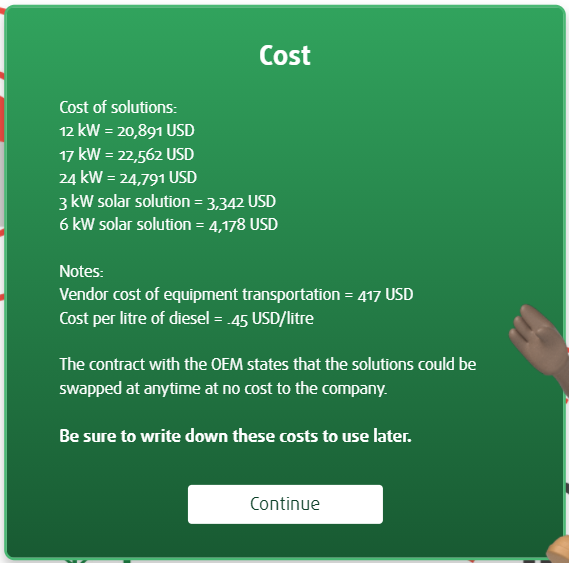 Cost
Cost of solutions:
12 kW = 20,891 USD
17 kW = 22,562 USD
24 kW = 24,791 USD
3 kW solar solution = 3,342 USD
6 kW solar solution = 4,178 USD
Notes:
Vendor cost of equipment transportation = 417 USD
Cost per litre of diesel = .45 USD/litre
The contract with the OEM states that the solutions could be
swapped at anytime at no cost to the company.
Be sure to write down these costs to use later.
Continue